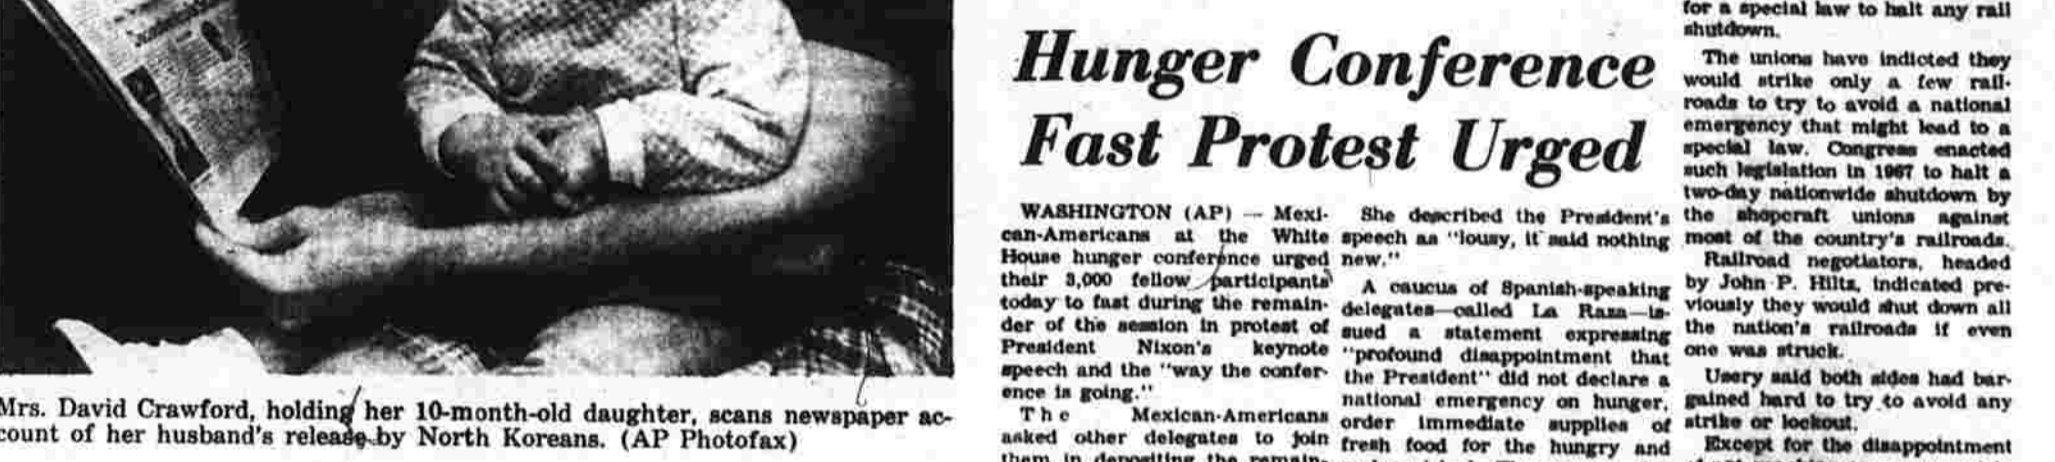 Mrs. David Crawford, holding her 10-month-old daughter, scans newspaper ac-
count of her husband's release by North Koreans. (AP Photofax)
Hunger Conference
Fast Protest Urged
WASHINGTON (AP) — Mexi-
can-Americans at the White
House hunger conference urged
their 3,000 fellow participants
today to fast during the remain-
der of the session in protest of
President Nixon's keynote
speech and the "way the confer-
ence is going."
The Mexican-Americans
asked other delegates to join
them in depositing the remain-
She described the President's
speech as "lousy, it said nothing
new."
A caucus of Spanish-speaking
delegates—called La Raza—is-
sued a statement expressing
"profound disappointment that
the President" did not declare a
national emergency on hunger,
order immediate supplies of
fresh food for the hungry and
for a special law to halt any rail
shutdown.
The unions have indicted they
would strike only a few rail-
roads to try to avoid a national
emergency that might lead to a
special law. Congress enacted
such legislation in 1967 to halt a
two-day nationwide shutdown by
the shopcraft unions against
most of the country's railroads.
Railroad negotiators, headed
by John P. Hiltz, indicated pre-
viously they would shut down all
the nation's railroads if even
one was struck.
Usery said both sides had bar-
gained hard to try to avoid any
strike or lockout.
Except for the disappointment